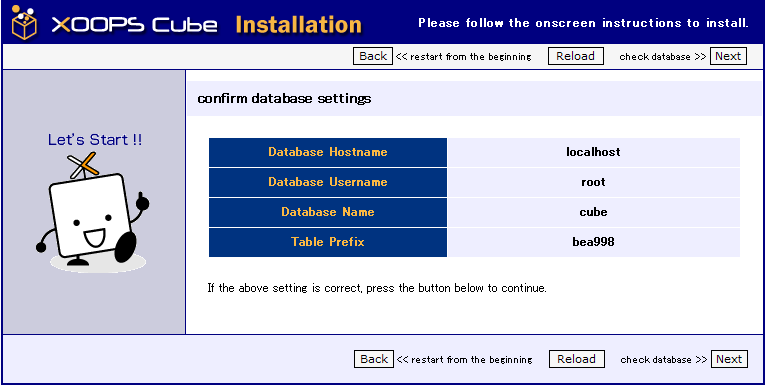 XOOPS Cube Installation Please follow the onscreen instructions to install.
Back << restart from the beginning Reload check database >> Next
confirm database settings
Let's Start !!
Database Hostname localhost
Database Username root
Database Name cube
Table Prefix bea998
If the above setting is correct, press the button below to continue.
Back << restart from the beginning Reload check database >> Next